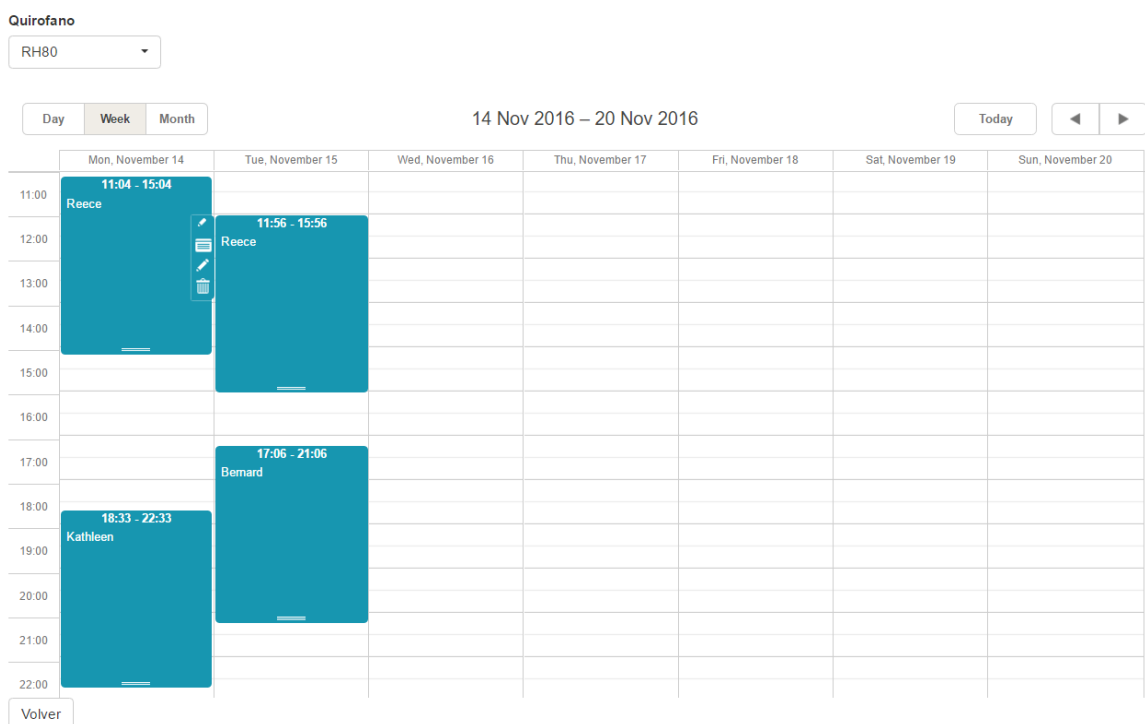 Quirofano
RH80
Day Week Month 14 Nov 2016 – 20 Nov 2016 Today
Mon, November 14 Tue, November 15 Wed, November 16 Thu, November 17 Fri, November 18 Sat, November 19 Sun, November 20
11:04 - 15:04
11:00
Reece
11:56 - 15:56
12:00
Reece
13:00
14:00
15:00
16:00
17:06 - 21:06
17:00
Bernard
18:00
18:33 - 22:33
Kathleen
19:00
20:00
21:00
22:00
Volver